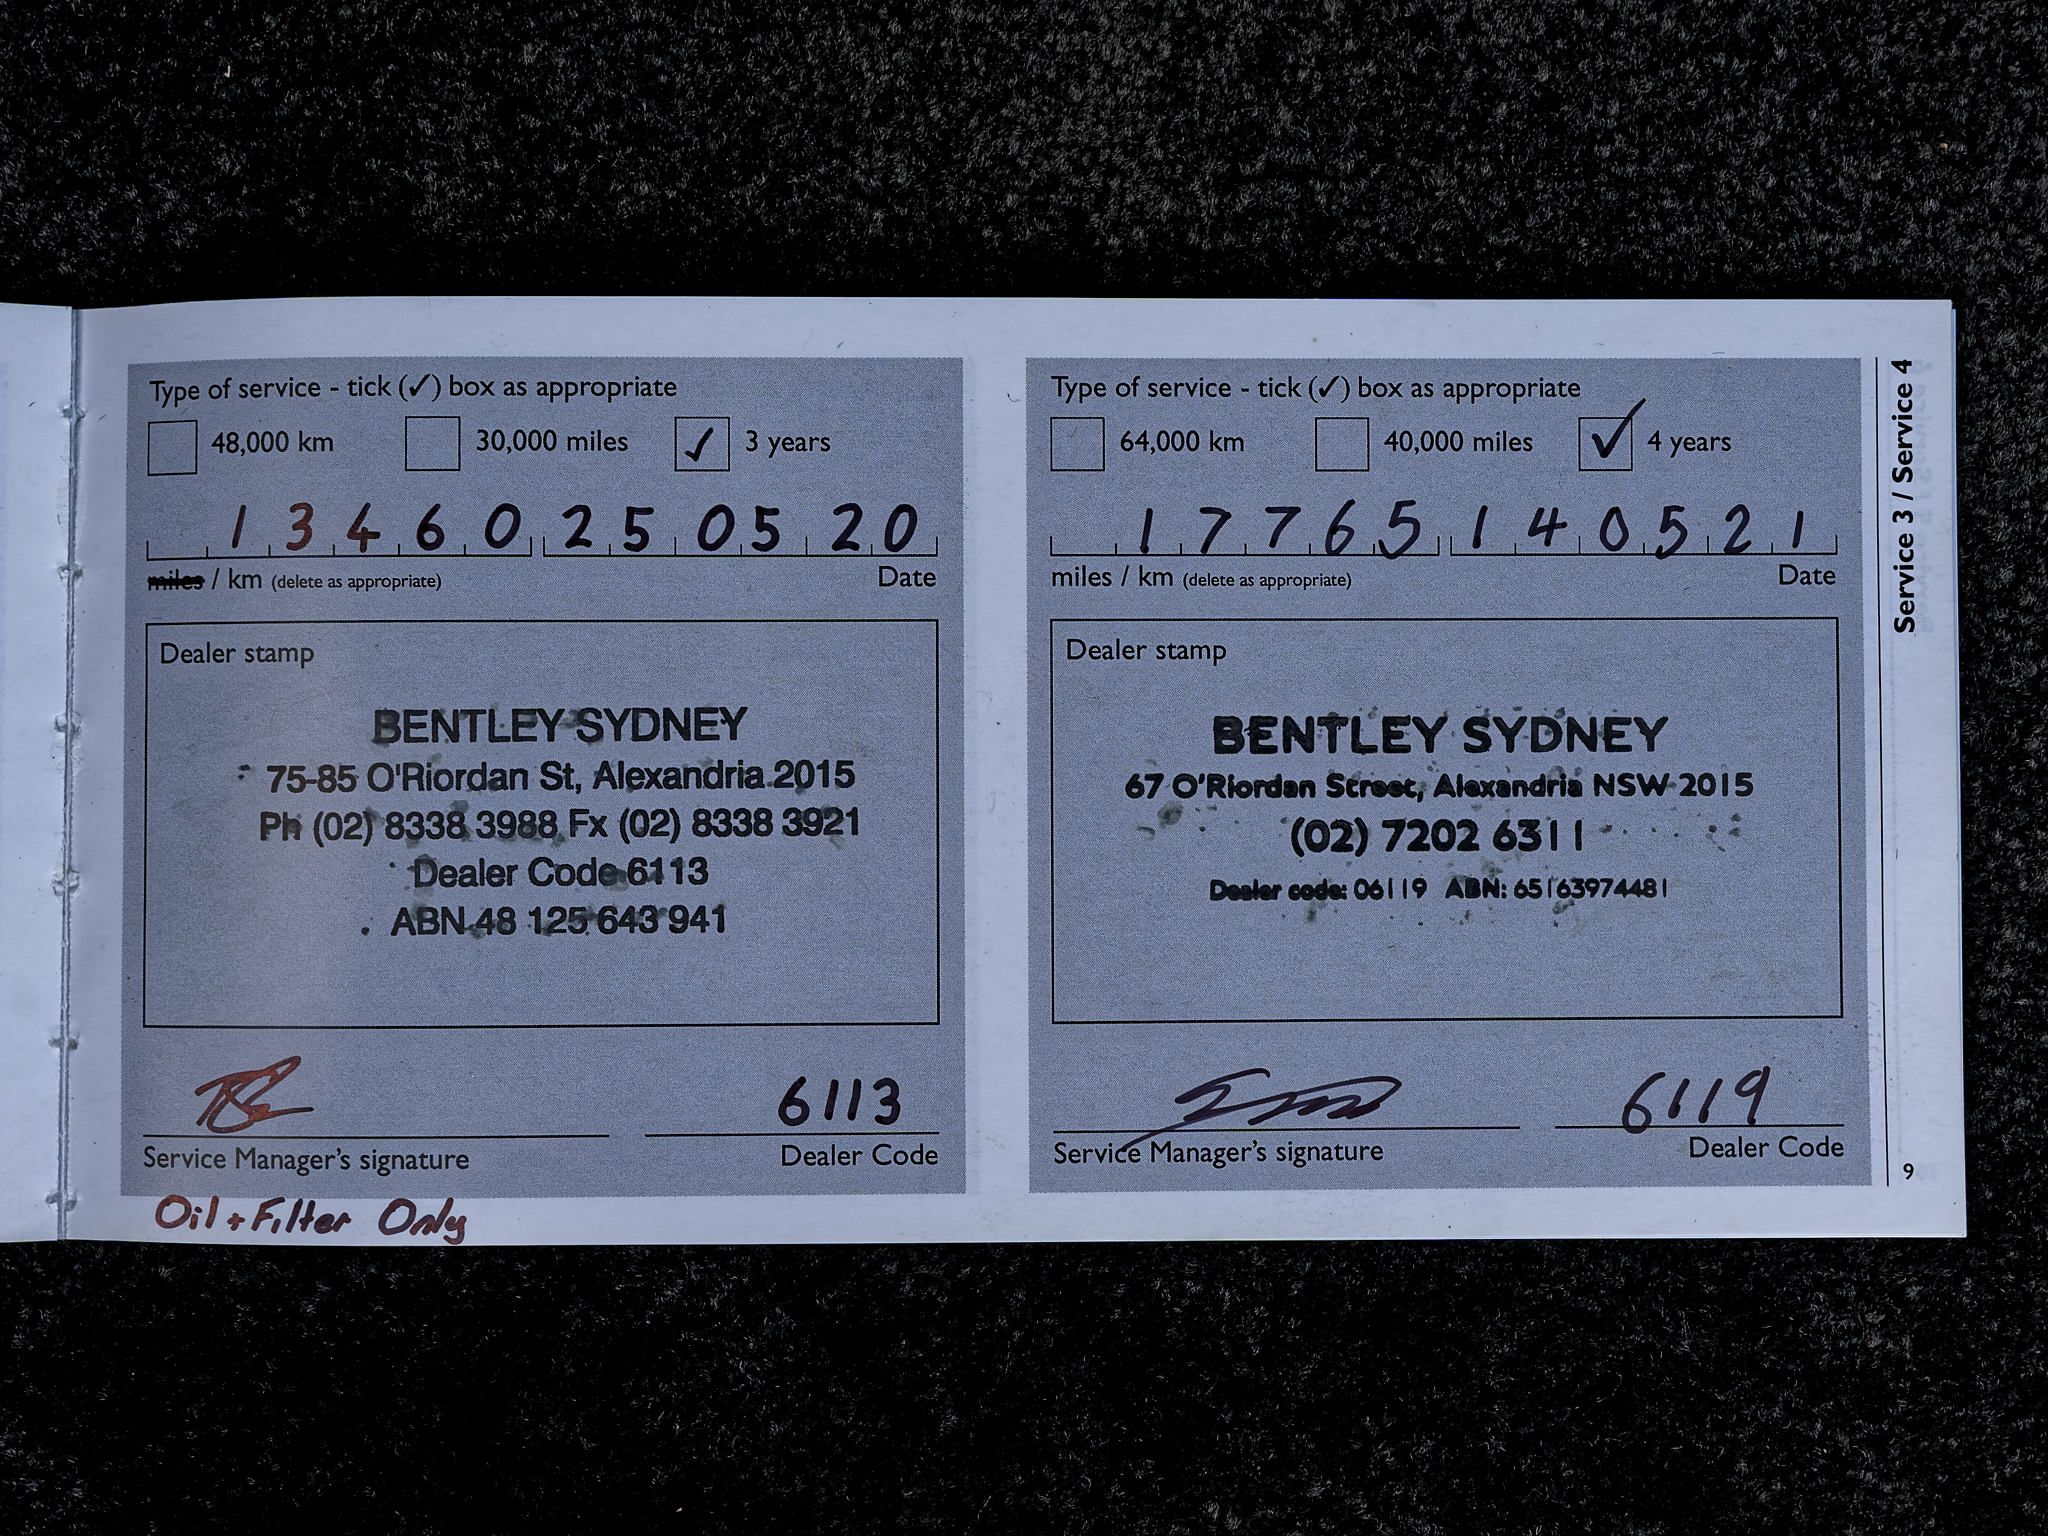 Type of service - tick (✓) box as appropriate
48,000 km 30,000 miles ✓ 3 years
13460 25 05 20
miles / km (delete as appropriate) Date
Dealer stamp
BENTLEY SYDNEY
75-85 O'Riordan St, Alexandria 2015
Ph (02) 8338 3988 Fx (02) 8338 3921
Dealer Code 6113
ABN 48 125 643 941
6113
Service Manager's signature Dealer Code
Oil + Filter Only
Type of service - tick (✓) box as appropriate
64,000 km 40,000 miles ✓ 4 years
17765 140521
miles / km (delete as appropriate) Date
Dealer stamp
BENTLEY SYDNEY
67 O'Riordan Street, Alexandria NSW 2015
(02) 7202 6311
Dealer code: 06119 ABN: 65163974481
6119
Service Manager's signature Dealer Code
Service 3 / Service 4
9